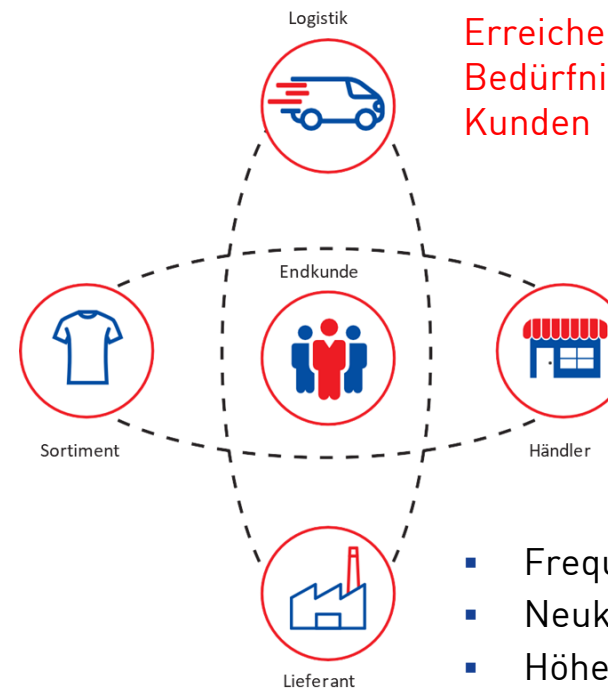 Logistik
Erreiche
Bedürfni
Kunden
Endkunde
Sortiment
Händler
Frequ
Neuk
Höhe
Lieferant